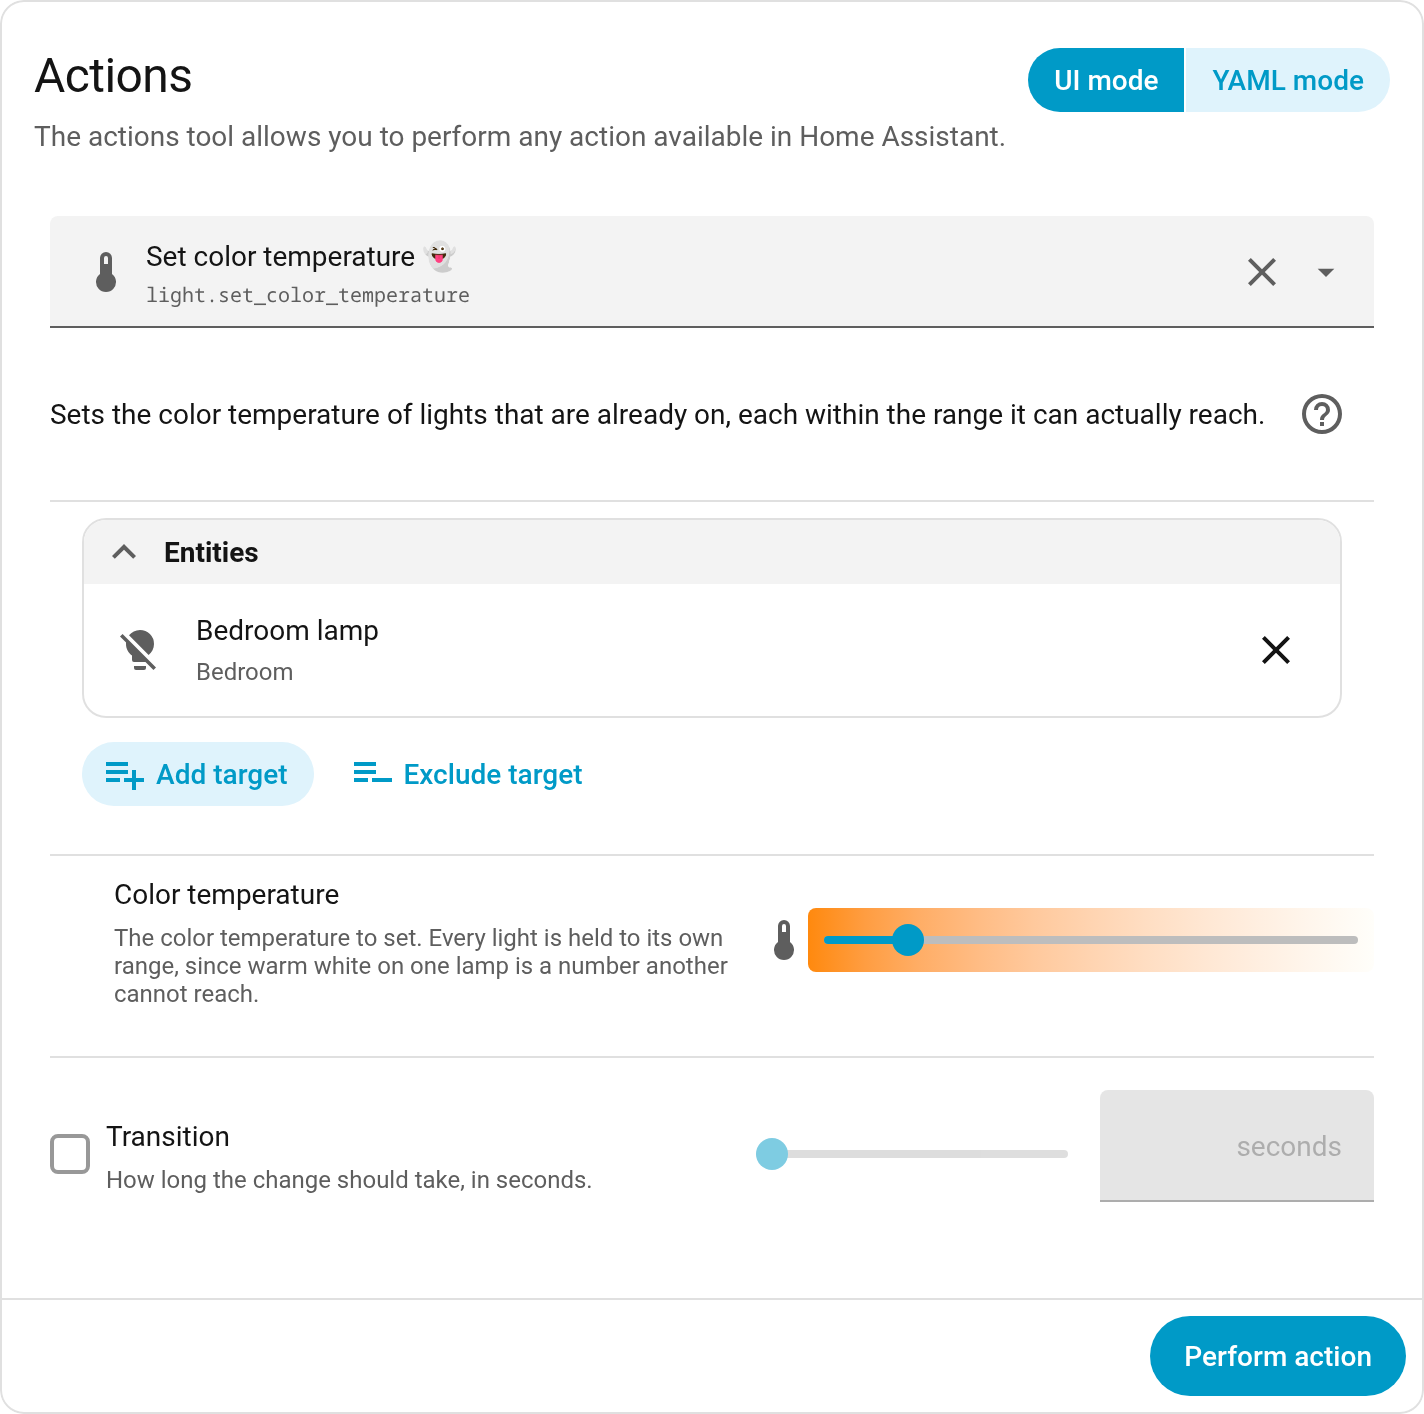 Actions
UI mode
YAML mode
The actions tool allows you to perform any action available in Home Assistant.
Set color temperature 👻
light.set_color_temperature
Sets the color temperature of lights that are already on, each within the range it can actually reach.
Entities
Bedroom lamp
Bedroom
Add target
Exclude target
Color temperature
The color temperature to set. Every light is held to its own
range, since warm white on one lamp is a number another
cannot reach.
Transition
How long the change should take, in seconds.
seconds
Perform action